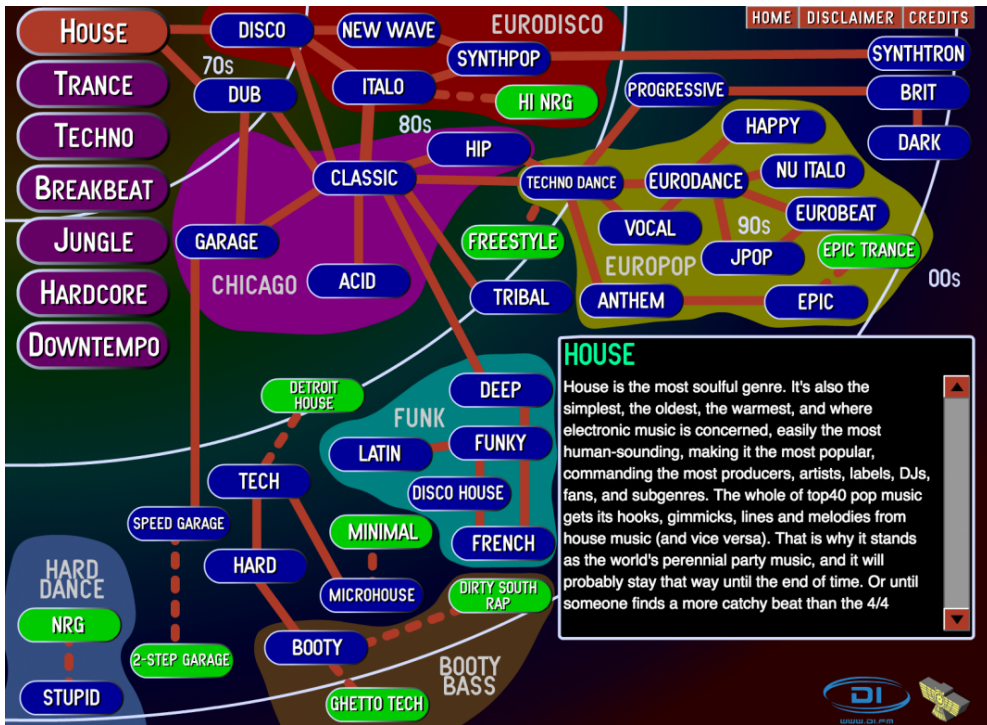 HOME | DISCLAIMER | CREDITS
HOUSE
TRANCE
TECHNO
BREAKBEAT
JUNGLE
HARDCORE
DOWNTEMPO
DISCO
NEW WAVE
EURODISCO
SYNTHPOP
SYNTHTRON
70s
DUB
ITALO
HI NRG
PROGRESSIVE
BRIT
DARK
80s
HIP
HAPPY
CLASSIC
TECHNO DANCE
EURODANCE
NU ITALO
VOCAL
90s
EUROBEAT
GARAGE
FREESTYLE
JPOP
EPIC TRANCE
EUROPOP
CHICAGO
ACID
TRIBAL
ANTHEM
EPIC
00s
DETROIT
HOUSE
DEEP
FUNK
LATIN
FUNKY
TECH
DISCO HOUSE
SPEED GARAGE
MINIMAL
FRENCH
HARD
DANCE
HARD
MICROHOUSE
DIRTY SOUTH
RAP
NRG
2-STEP GARAGE
BOOTY
BOOTY
BASS
STUPID
GHETTO TECH
HOUSE
House is the most soulful genre. It's also the
simplest, the oldest, the warmest, and where
electronic music is concerned, easily the most
human-sounding, making it the most popular,
commanding the most producers, artists, labels, DJs,
fans, and subgenres. The whole of top40 pop music
gets its hooks, gimmicks, lines and melodies from
house music (and vice versa). That is why it stands
as the world's perennial party music, and it will
probably stay that way until the end of time. Or until
someone finds a more catchy beat than the 4/4
DI
WWW.DI.FM